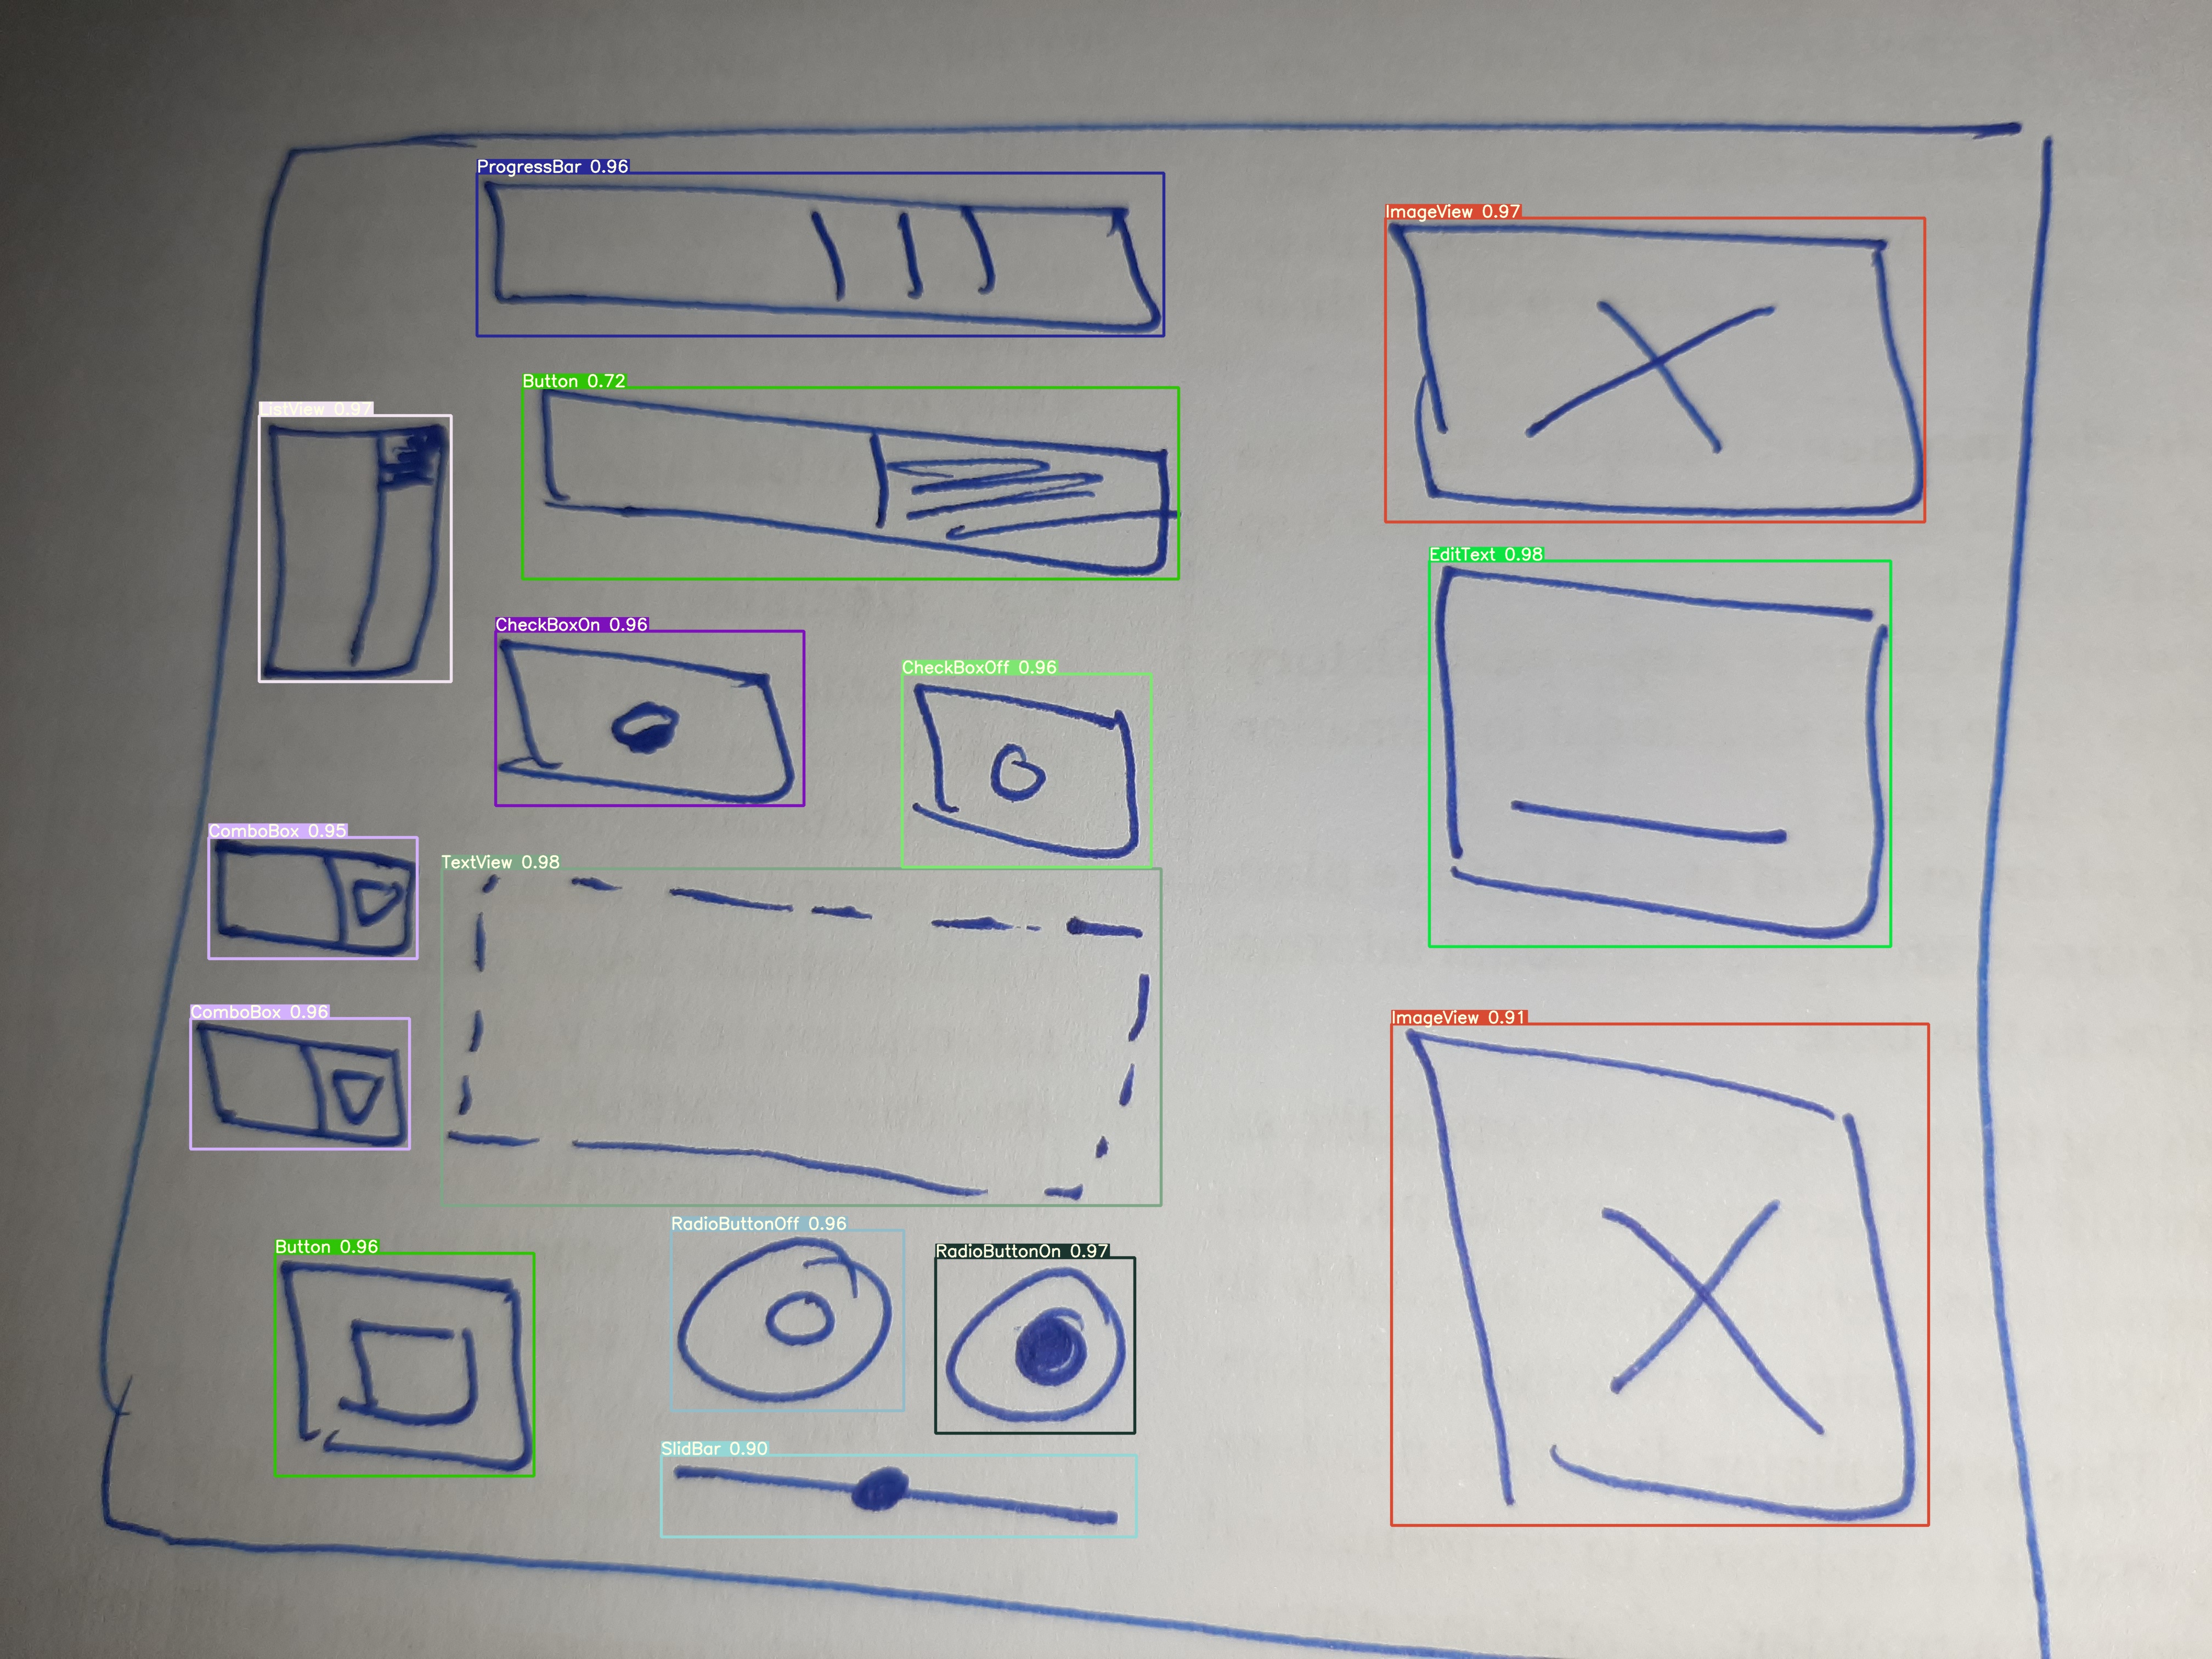 ProgressBar 0.96
ImageView 0.97
Button 0.72
ListView 0.97
EditText 0.98
CheckBoxOn 0.96
CheckBoxOff 0.96
ComboBox 0.95
TextView 0.98
ComboBox 0.96
ImageView 0.91
RadioButtonOff 0.96
Button 0.96
RadioButtonOn 0.97
SlidBar 0.90